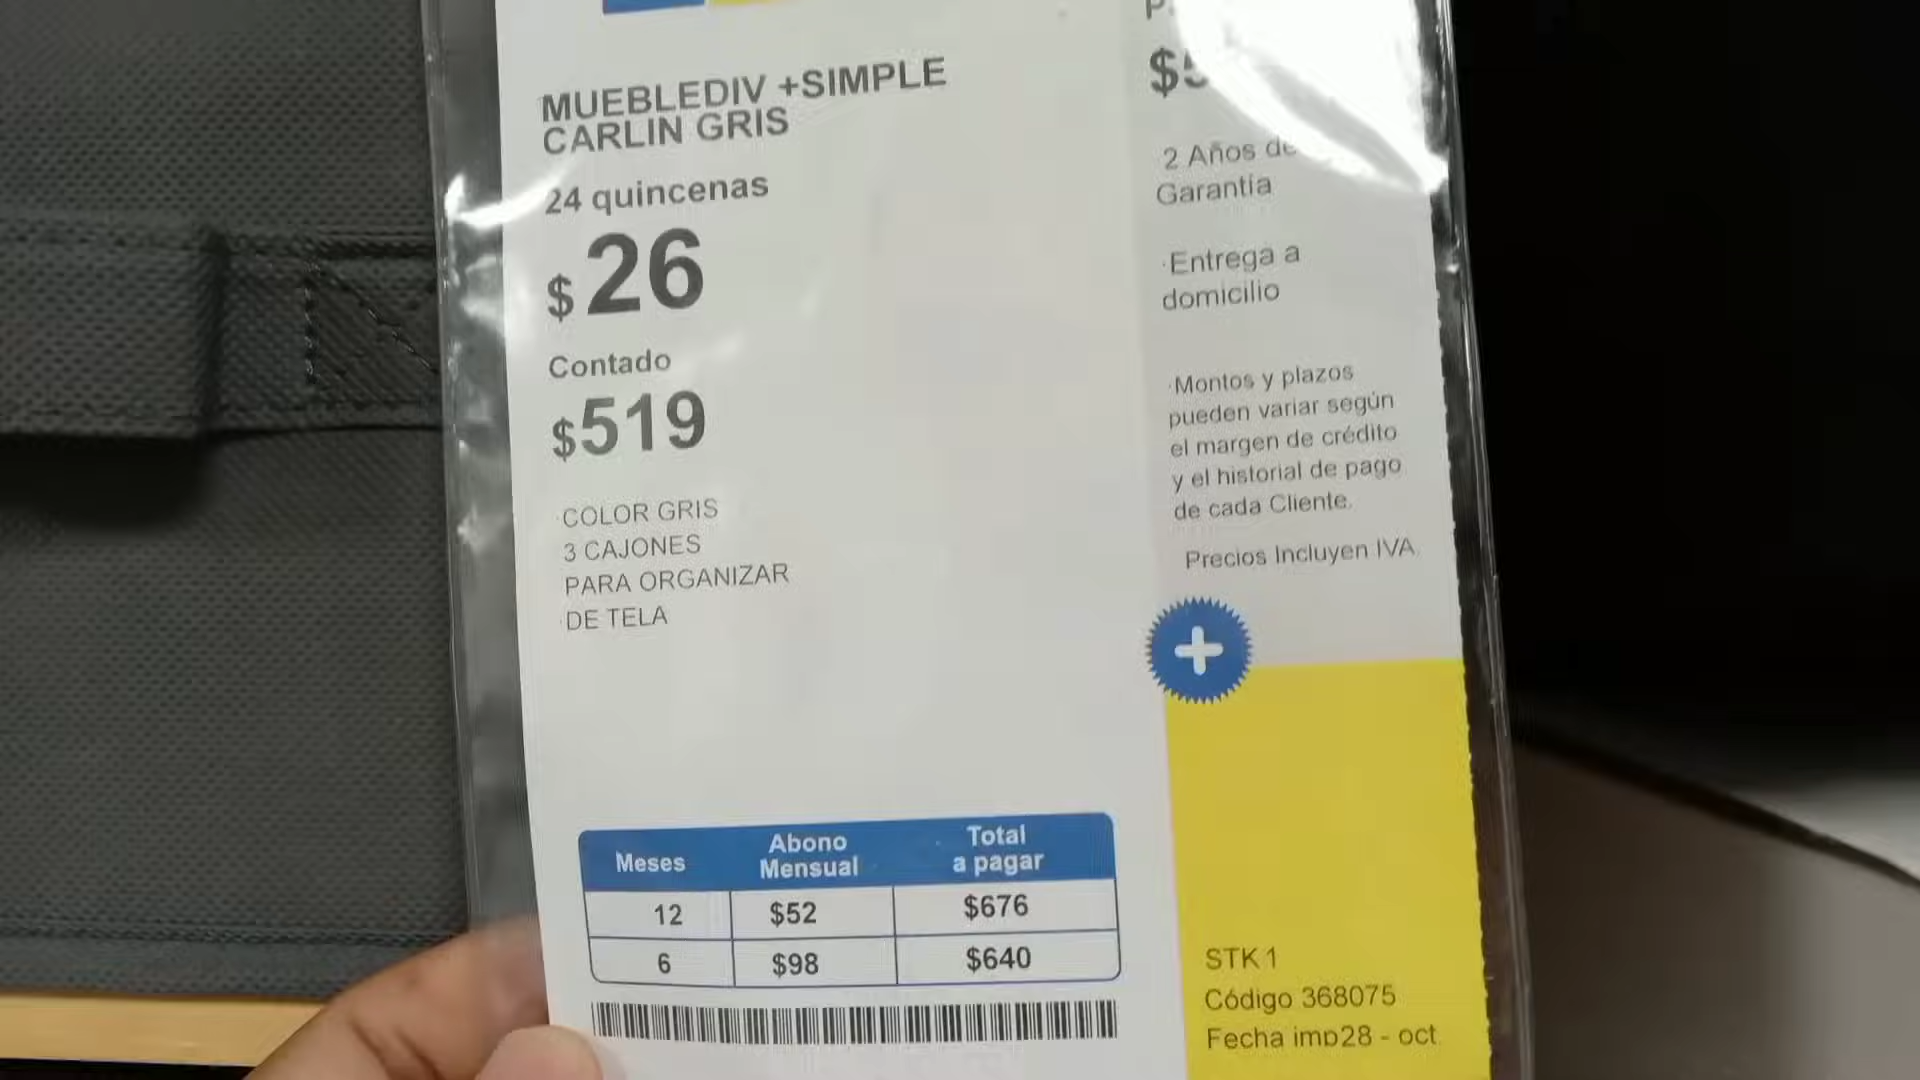 MUEBLEDIV +SIMPLE
CARLIN GRIS
24 quincenas
$ 26
Contado
$519
·COLOR GRIS
3 CAJONES
PARA ORGANIZAR
·DE TELA
Meses Abono Mensual Total a pagar
12 $52 $676
6 $98 $640
2 Años de
Garantía
·Entrega a
domicilio
·Montos y plazos
pueden variar según
el margen de crédito
y el historial de pago
de cada Cliente.
Precios Incluyen IVA.
+
STK 1
Código 368075
Fecha imp28 - oct